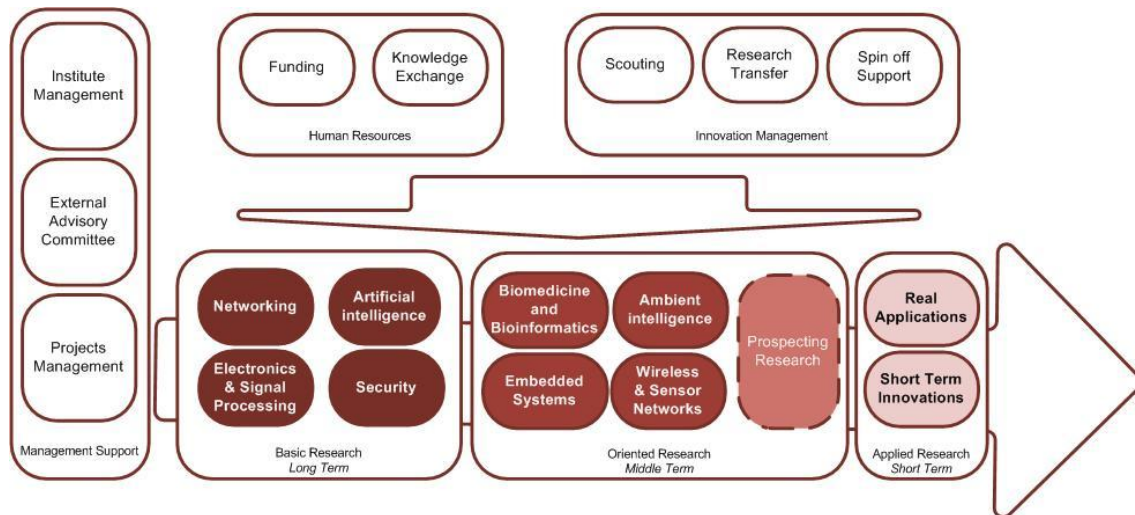 Institute
Management
External
Advisory
Committee
Projects
Management
Management Support
Funding
Knowledge
Exchange
Human Resources
Scouting
Research
Transfer
Spin off
Support
Innovation Management
Networking
Artificial
intelligence
Electronics
& Signal
Processing
Security
Basic Research
Long Term
Biomedicine
and
Bioinformatics
Ambient
intelligence
Embedded
Systems
Wireless
& Sensor
Networks
Prospecting
Research
Oriented Research
Middle Term
Real
Applications
Short Term
Innovations
Applied Research
Short Term